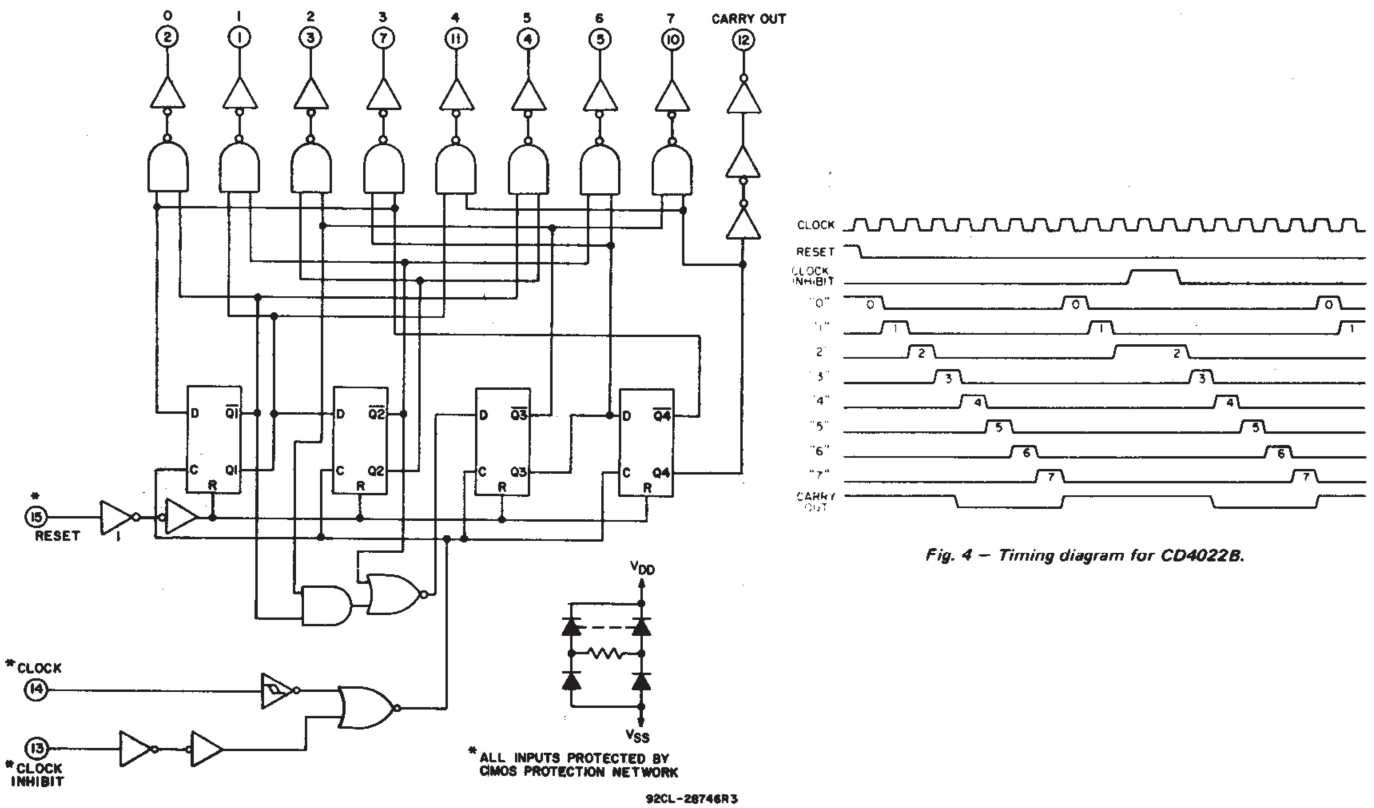 0 1 2 3 4 5 6 7 CARRY OUT
2 1 3 7 11 4 5 10 12
D Q1 C Q1 R
D Q2 C Q2 R
D Q3 C Q3 R
D Q4 C Q4 R
*
15
RESET
1
*CLOCK
14
13
*CLOCK
INHIBIT
VDD
VSS
*ALL INPUTS PROTECTED BY
CMOS PROTECTION NETWORK
92CL-28746R3
CLOCK
RESET
CLOCK
INHIBIT
"0" 0 0 0
"1" 1 1 1
2" 2 2
"3" 3 3
"4" 4 4
"5" 5 5
"6" 6 6
"7" 7 7
CARRY
OUT
Fig. 4 – Timing diagram for CD4022B.